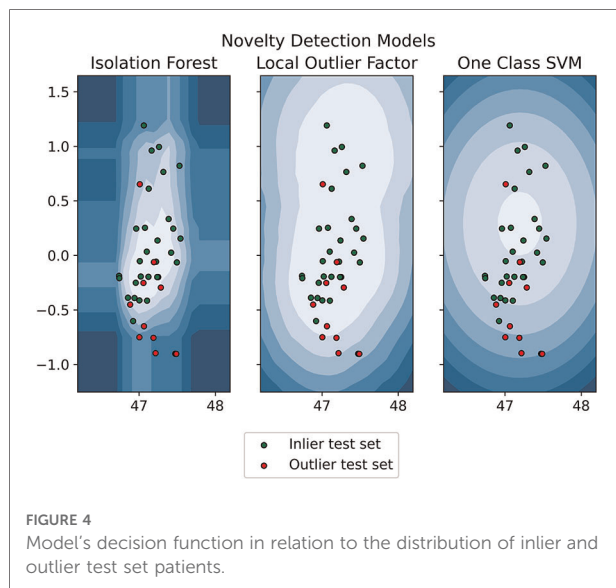 Novelty Detection Models
Isolation Forest Local Outlier Factor One Class SVM
1.5
1.0
0.5
0.0
−0.5
−1.0
47 48 47 48 47 48
Inlier test set
Outlier test set
FIGURE 4
Model's decision function in relation to the distribution of inlier and
outlier test set patients.